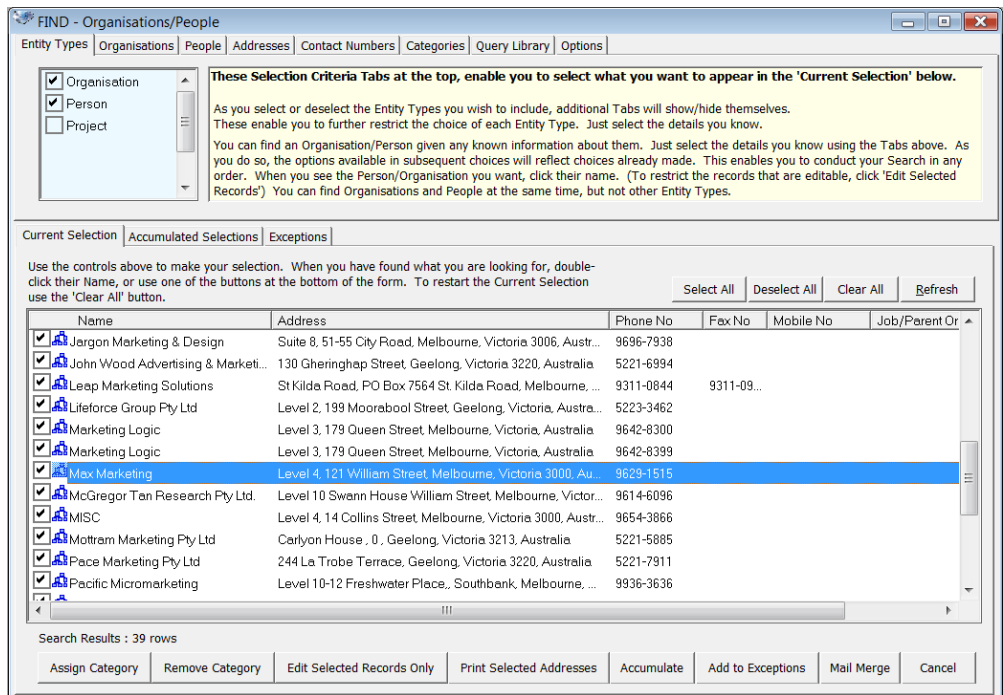 FIND - Organisations/People
Entity Types Organisations People Addresses Contact Numbers Categories Query Library Options
Organisation
Person
Project
These Selection Criteria Tabs at the top, enable you to select what you want to appear in the 'Current Selection' below.
As you select or deselect the Entity Types you wish to include, additional Tabs will show/hide themselves.
These enable you to further restrict the choice of each Entity Type. Just select the details you know.
You can find an Organisation/Person given any known information about them. Just select the details you know using the Tabs above. As
you do so, the options available in subsequent choices will reflect choices already made. This enables you to conduct your Search in any
order. When you see the Person/Organisation you want, click their name. (To restrict the records that are editable, click 'Edit Selected
Records') You can find Organisations and People at the same time, but not other Entity Types.
Current Selection Accumulated Selections Exceptions
Use the controls above to make your selection. When you have found what you are looking for, double-
click their Name, or use one of the buttons at the bottom of the form. To restart the Current Selection
use the 'Clear All' button.
Select All Deselect All Clear All Refresh
Name Address Phone No Fax No Mobile No Job/Parent Or
Jargon Marketing & Design Suite 8, 51-55 City Road, Melbourne, Victoria 3006, Austr... 9696-7938
John Wood Advertising & Marketi... 130 Gheringhap Street, Geelong, Victoria 3220, Australia 5221-6994
Leap Marketing Solutions St Kilda Road, PO Box 7564 St. Kilda Road, Melbourne, ... 9311-0844 9311-09...
Lifeforce Group Pty Ltd Level 2, 199 Moorabool Street, Geelong, Victoria, Austra... 5223-3462
Marketing Logic Level 3, 179 Queen Street, Melbourne, Victoria, Australia 9642-8300
Marketing Logic Level 3, 179 Queen Street, Melbourne, Victoria, Australia 9642-8399
Max Marketing Level 4, 121 William Street, Melbourne, Victoria 3000, Au... 9629-1515
McGregor Tan Research Pty Ltd. Level 10 Swann House William Street, Melbourne, Victor... 9614-6096
MISC Level 4, 14 Collins Street, Melbourne, Victoria 3000, Austr... 9654-3866
Mottram Marketing Pty Ltd Carlyon House , 0 , Geelong, Victoria 3213, Australia 5221-5885
Pace Marketing Pty Ltd 244 La Trobe Terrace, Geelong, Victoria 3220, Australia 5221-7911
Pacific Micromarketing Level 10-12 Freshwater Place,, Southbank, Melbourne, ... 9936-3636
Search Results : 39 rows
Assign Category Remove Category Edit Selected Records Only Print Selected Addresses Accumulate Add to Exceptions Mail Merge Cancel